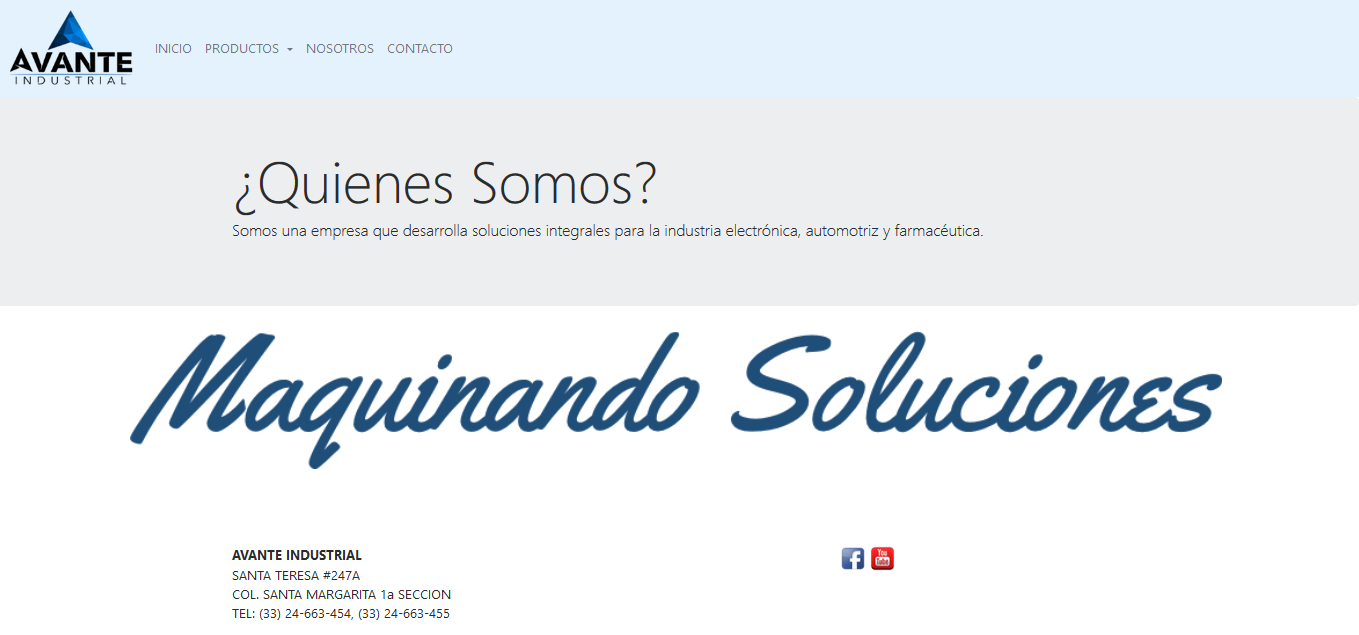 AVANTE
INDUSTRIAL
INICIO PRODUCTOS NOSOTROS CONTACTO
¿Quienes Somos?
Somos una empresa que desarrolla soluciones integrales para la industria electrónica, automotriz y farmacéutica.
Maquinando Soluciones
AVANTE INDUSTRIAL
SANTA TERESA #247A
COL. SANTA MARGARITA 1a SECCION
TEL: (33) 24-663-454, (33) 24-663-455
f
You
Tube